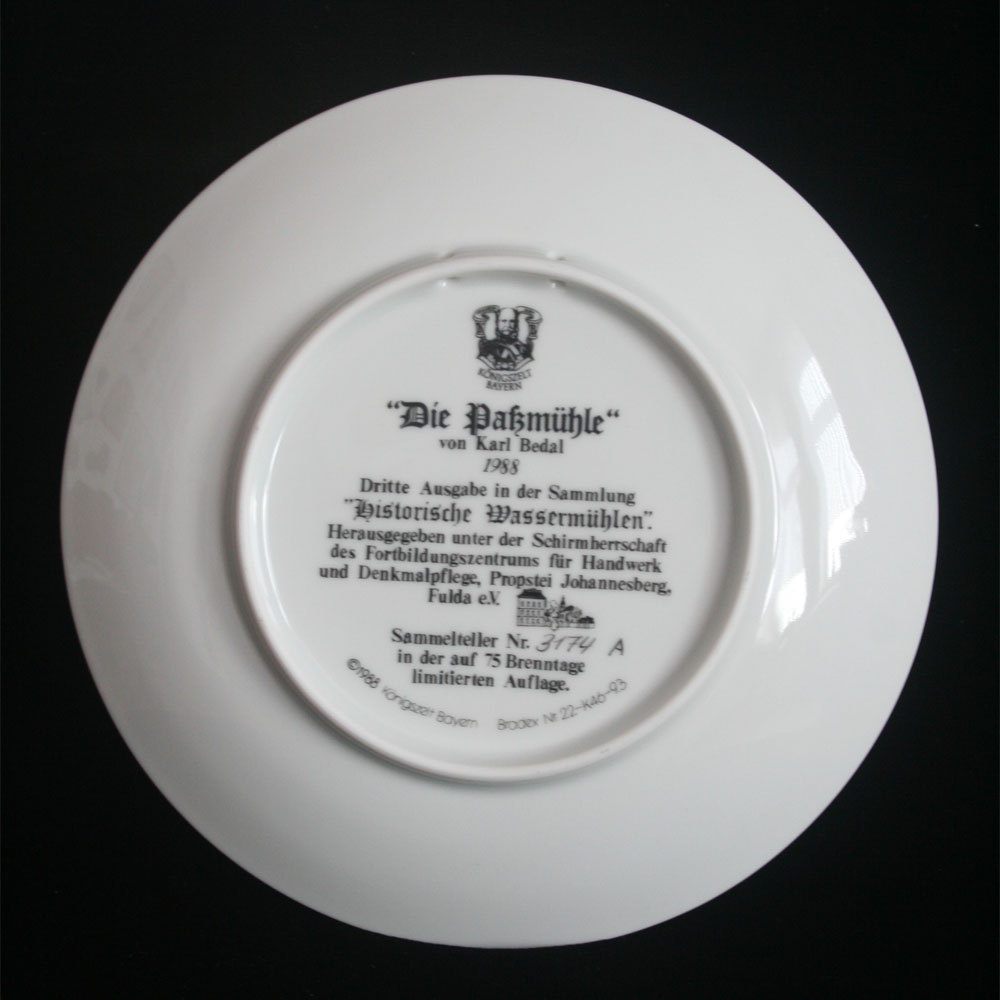 KÖNIGSZELT
BAYERN
“Die Paßmühle“
von Karl Bedal
1988
Dritte Ausgabe in der Sammlung
"Historische Wassermühlen".
Herausgegeben unter der Schirmherrschaft
des Fortbildungszentrums für Handwerk
und Denkmalpflege, Propstei Johannesberg,
Fulda e.V.
Sammelteller Nr. 3174 A
in der auf 75 Brenntage
limitierten Auflage.
©1988 Königszelt Bayern Bradex Nr. 22-K46-9.3